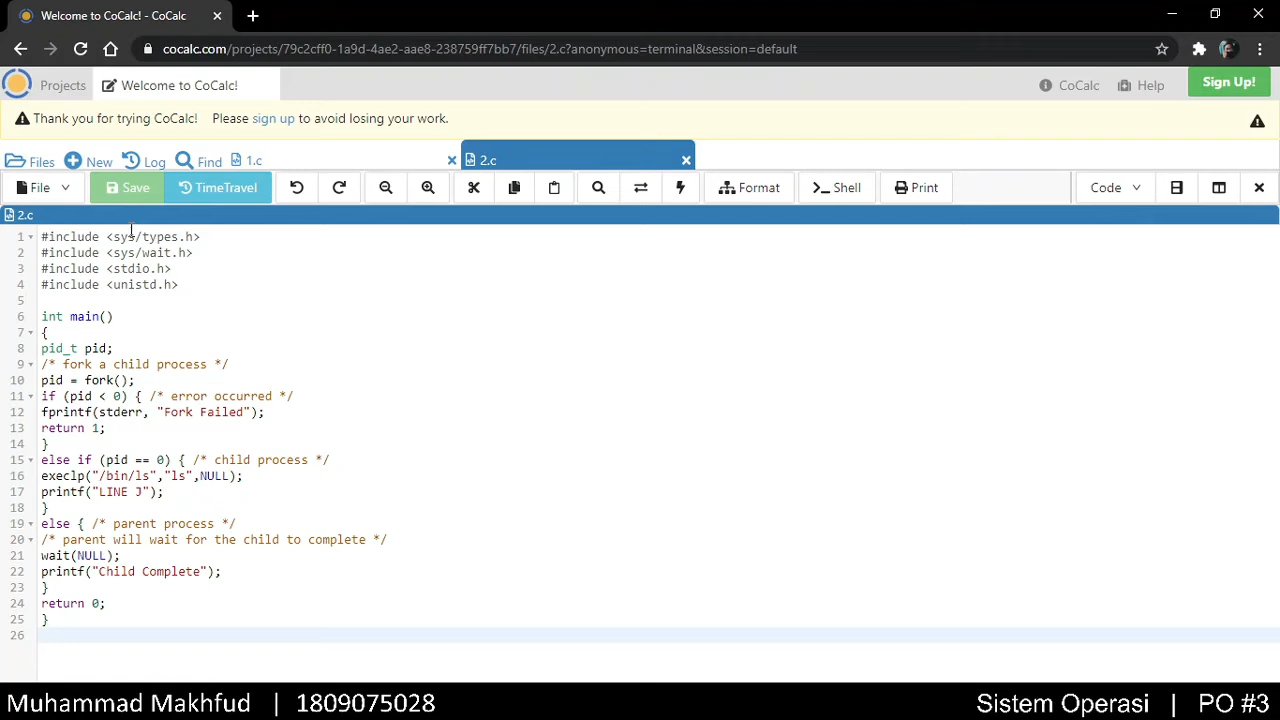 Welcome to CoCalc! - CoCalc
cocalc.com/projects/79c2cff0-1a9d-4ae2-aae8-238759ff7bb7/files/2.c?anonymous=terminal&session=default
Projects Welcome to CoCalc! CoCalc Help Sign Up!
Thank you for trying CoCalc! Please sign up to avoid losing your work.
Files New Log Find 1.c 2.c
File Save TimeTravel Format Shell Print Code
2.c
1 #include <sys/types.h>
2 #include <sys/wait.h>
3 #include <stdio.h>
4 #include <unistd.h>
5
6 int main()
7 {
8 pid_t pid;
9 /* fork a child process */
10 pid = fork();
11 if (pid < 0) { /* error occurred */
12 fprintf(stderr, "Fork Failed");
13 return 1;
14 }
15 else if (pid == 0) { /* child process */
16 execlp("/bin/ls","ls",NULL);
17 printf("LINE J");
18 }
19 else { /* parent process */
20 /* parent will wait for the child to complete */
21 wait(NULL);
22 printf("Child Complete");
23 }
24 return 0;
25 }
26
Muhammad Makhfud | 1809075028 Sistem Operasi | PO #3